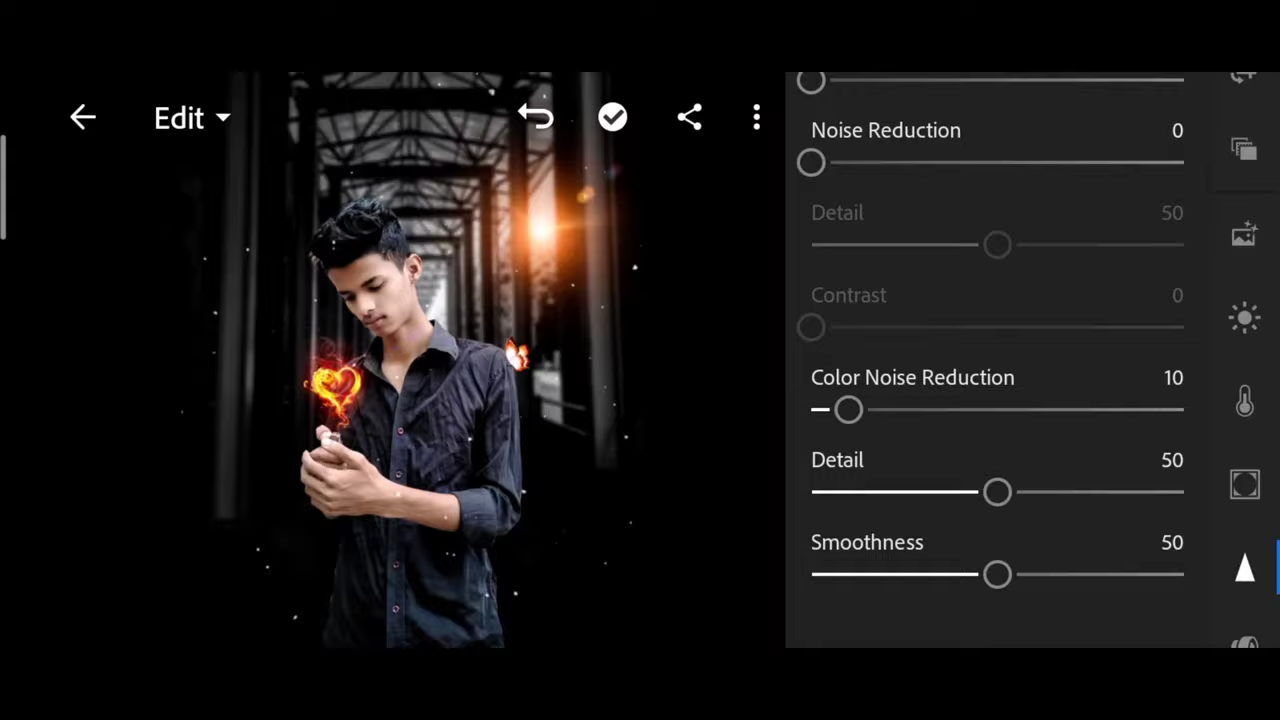 Edit
Noise Reduction 0
Detail 50
Contrast 0
Color Noise Reduction 10
Detail 50
Smoothness 50